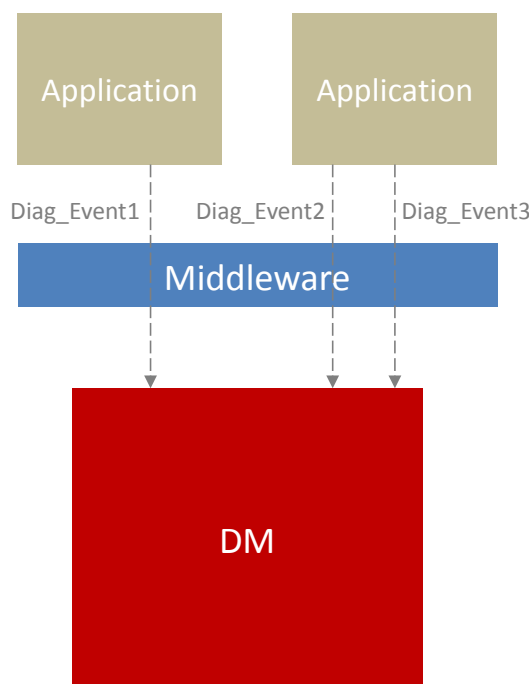 Application
Application
Diag_Event1
Diag_Event2
Diag_Event3
Middleware
DM